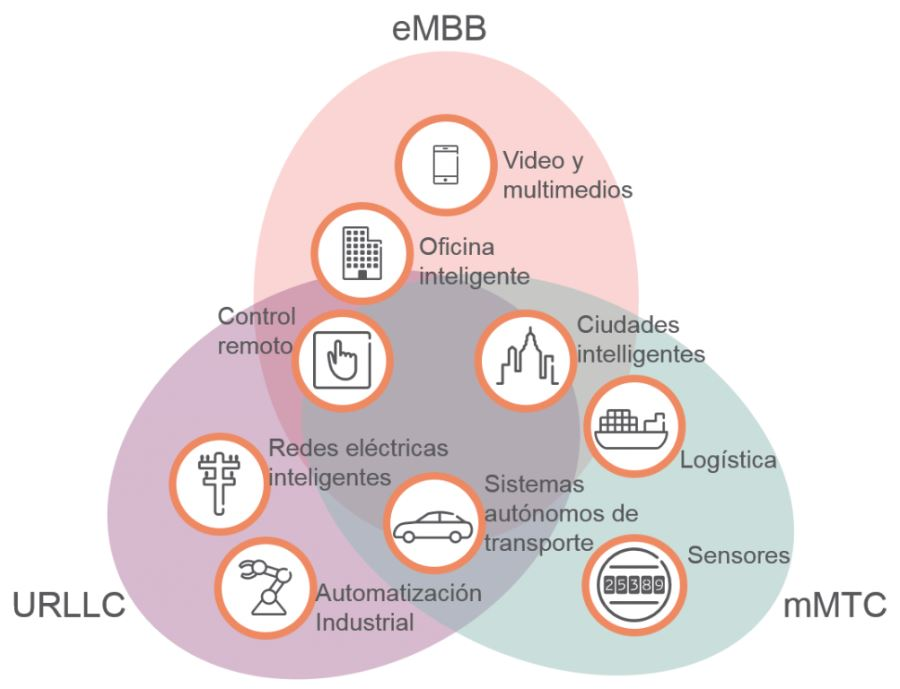 eMBB
Video y
multimedios
Oficina
inteligente
Control
remoto
Ciudades
intelligentes
Logística
Redes eléctricas
inteligentes
Sistemas
autónomos de
transporte
Sensores
25389
Automatización
Industrial
URLLC
mMTC